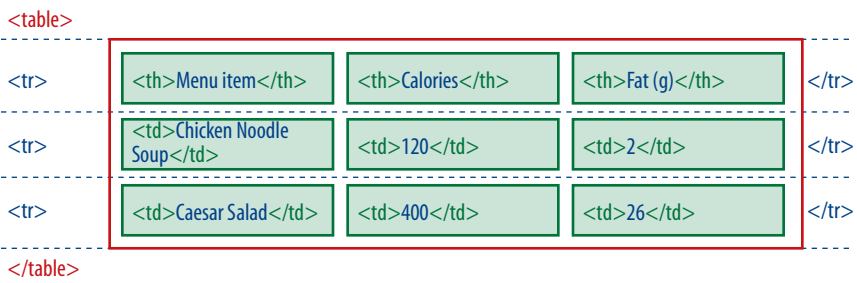 <table>
<tr> <th>Menu item</th> <th>Calories</th> <th>Fat (g)</th> </tr>
<tr> <td>Chicken Noodle
Soup</td> <td>120</td> <td>2</td> </tr>
<tr> <td>Caesar Salad</td> <td>400</td> <td>26</td> </tr>
</table>